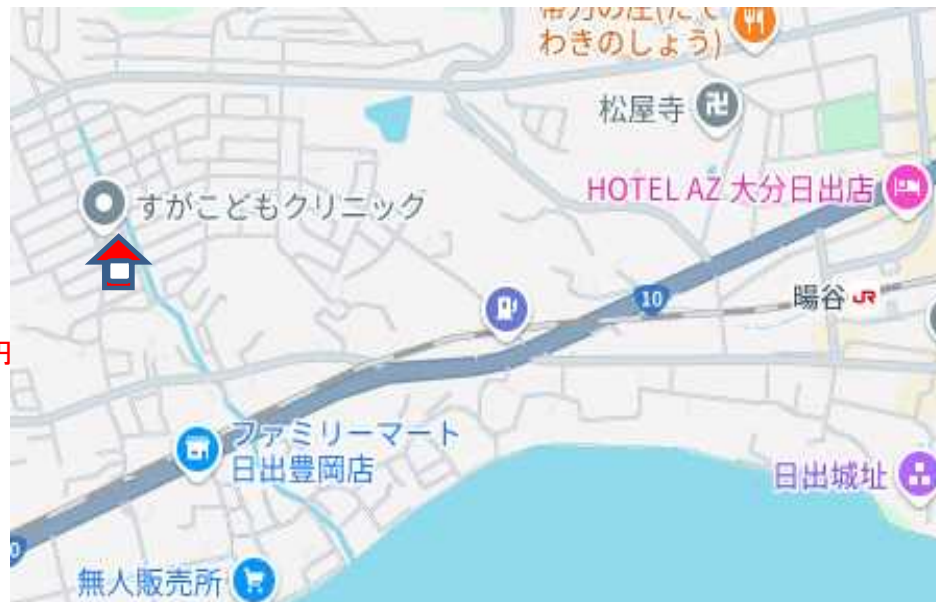 わきのしょう)
松屋寺
HOTEL AZ 大分日出店
すがこどもクリニック
10
暘谷 JR
円
ファミリーマート
日出豊岡店
日出城址
無人販売所